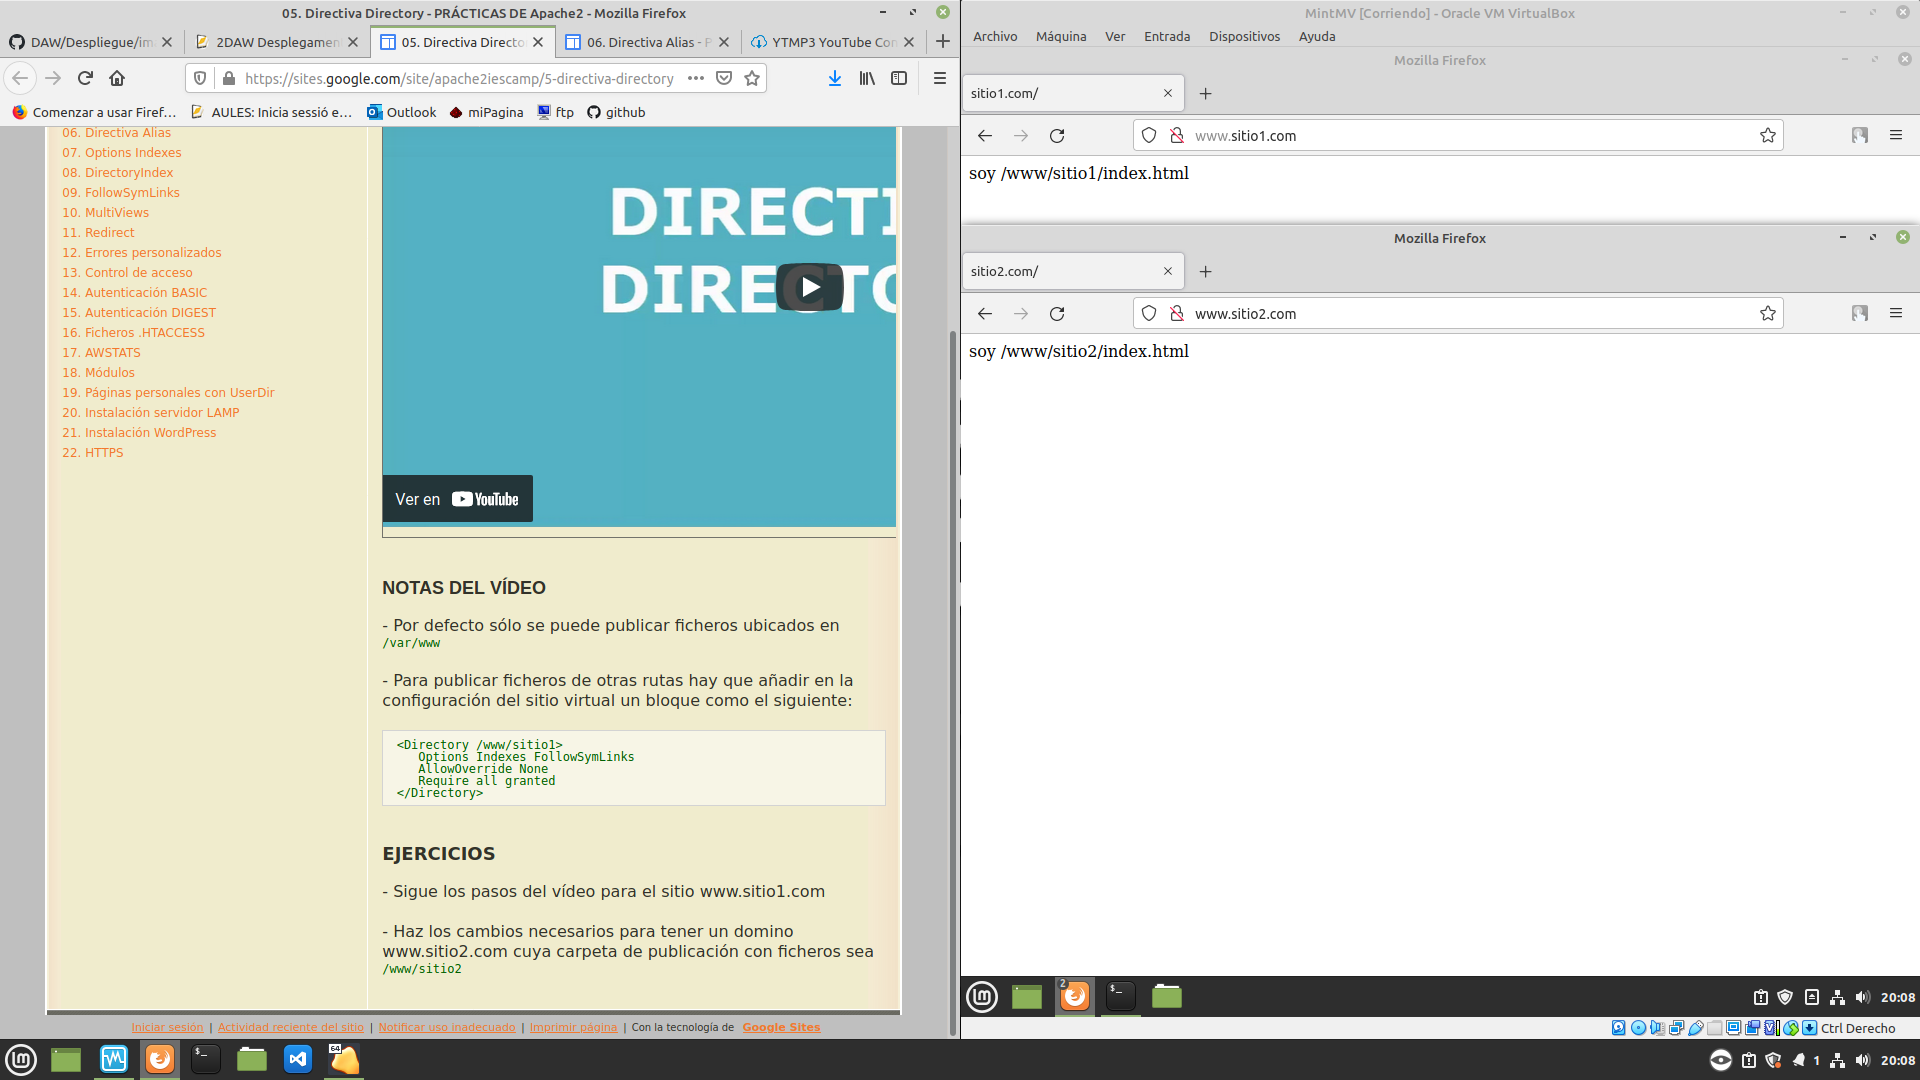 05. Directiva Directory - PRÁCTICAS DE Apache2 - Mozilla Firefox
DAW/Despliegue/im
2DAW Desplegamen
05. Directiva Directo
06. Directiva Alias - P
YTMP3 YouTube Con
https://sites.google.com/site/apache2iescamp/5-directiva-directory
Comenzar a usar Firef…
AULES: Inicia sessió e…
Outlook
miPagina
ftp
github
06. Directiva Alias
07. Options Indexes
08. DirectoryIndex
09. FollowSymLinks
10. MultiViews
11. Redirect
12. Errores personalizados
13. Control de acceso
14. Autenticación BASIC
15. Autenticación DIGEST
16. Ficheros .HTACCESS
17. AWSTATS
18. Módulos
19. Páginas personales con UserDir
20. Instalación servidor LAMP
21. Instalación WordPress
22. HTTPS
DIRECTI
DIRECTO
Ver en YouTube
NOTAS DEL VÍDEO
- Por defecto sólo se puede publicar ficheros ubicados en
/var/www
- Para publicar ficheros de otras rutas hay que añadir en la
configuración del sitio virtual un bloque como el siguiente:
<Directory /www/sitio1>
Options Indexes FollowSymLinks
AllowOverride None
Require all granted
</Directory>
EJERCICIOS
- Sigue los pasos del vídeo para el sitio www.sitio1.com
- Haz los cambios necesarios para tener un domino
www.sitio2.com cuya carpeta de publicación con ficheros sea
/www/sitio2
Iniciar sesión | Actividad reciente del sitio | Notificar uso inadecuado | Imprimir página | Con la tecnología de Google Sites
MintMV [Corriendo] - Oracle VM VirtualBox
Archivo Máquina Ver Entrada Dispositivos Ayuda
Mozilla Firefox
sitio1.com/
www.sitio1.com
soy /www/sitio1/index.html
Mozilla Firefox
sitio2.com/
www.sitio2.com
soy /www/sitio2/index.html
2
$_
20:08
Ctrl Derecho
$_
64
1
20:08